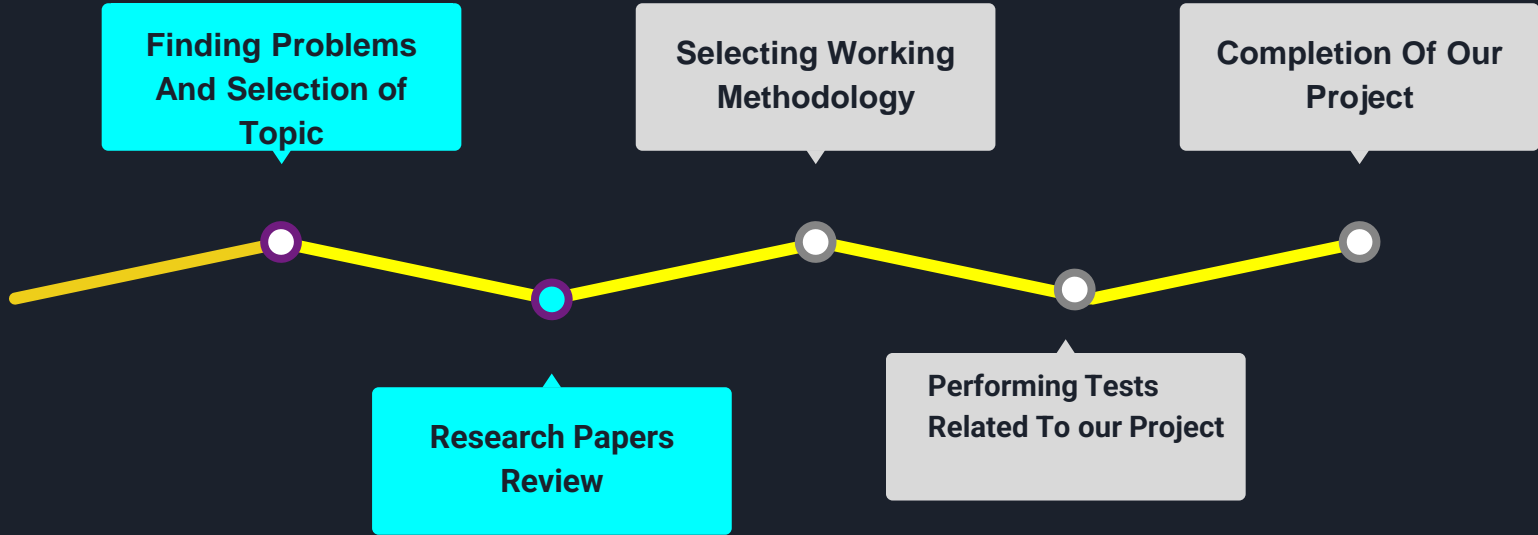 Finding Problems
And Selection of
Topic
Selecting Working
Methodology
Completion Of Our
Project
Research Papers
Review
Performing Tests
Related To our Project